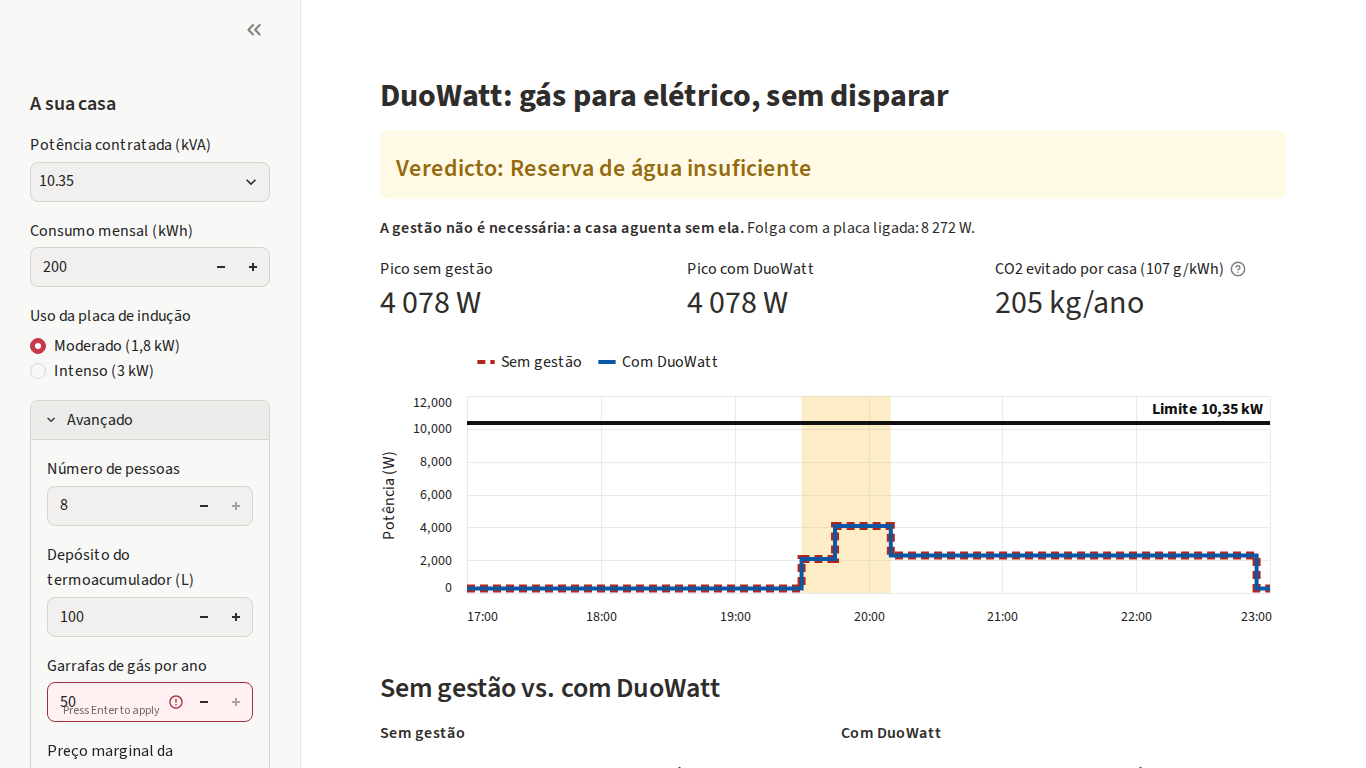 A sua casa
Potência contratada (kVA)
10.35
Consumo mensal (kWh)
200
Uso da placa de indução
Moderado (1,8 kW)
Intenso (3 kW)
Avançado
Número de pessoas
8
Depósito do
termoacumulador (L)
100
Garrafas de gás por ano
50
Press Enter to apply
Preço marginal da
DuoWatt: gás para elétrico, sem disparar
Veredicto: Reserva de água insuficiente
A gestão não é necessária: a casa aguenta sem ela. Folga com a placa ligada: 8 272 W.
Pico sem gestão
4 078 W
Pico com DuoWatt
4 078 W
CO2 evitado por casa (107 g/kWh)
205 kg/ano
Sem gestão
Com DuoWatt
Potência (W)
12,000
10,000
8,000
6,000
4,000
2,000
0
Limite 10,35 kW
17:00
18:00
19:00
20:00
21:00
22:00
23:00
Sem gestão vs. com DuoWatt
Sem gestão
Com DuoWatt